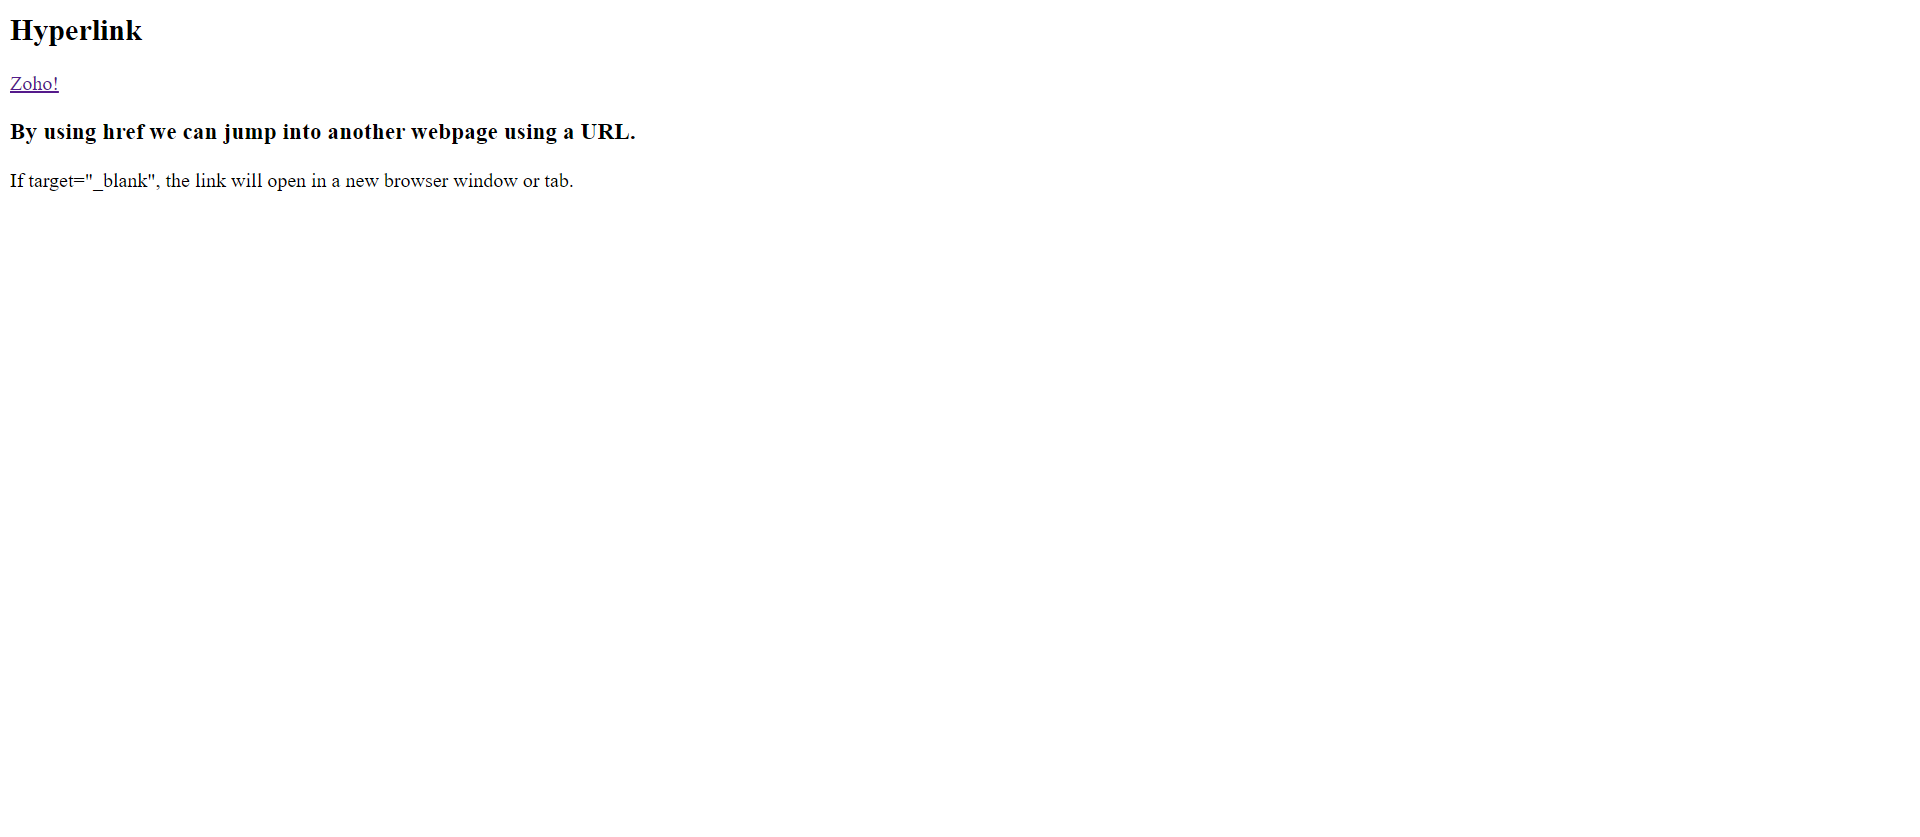 Hyperlink
Zoho!
By using href we can jump into another webpage using a URL.
If target="_blank", the link will open in a new browser window or tab.